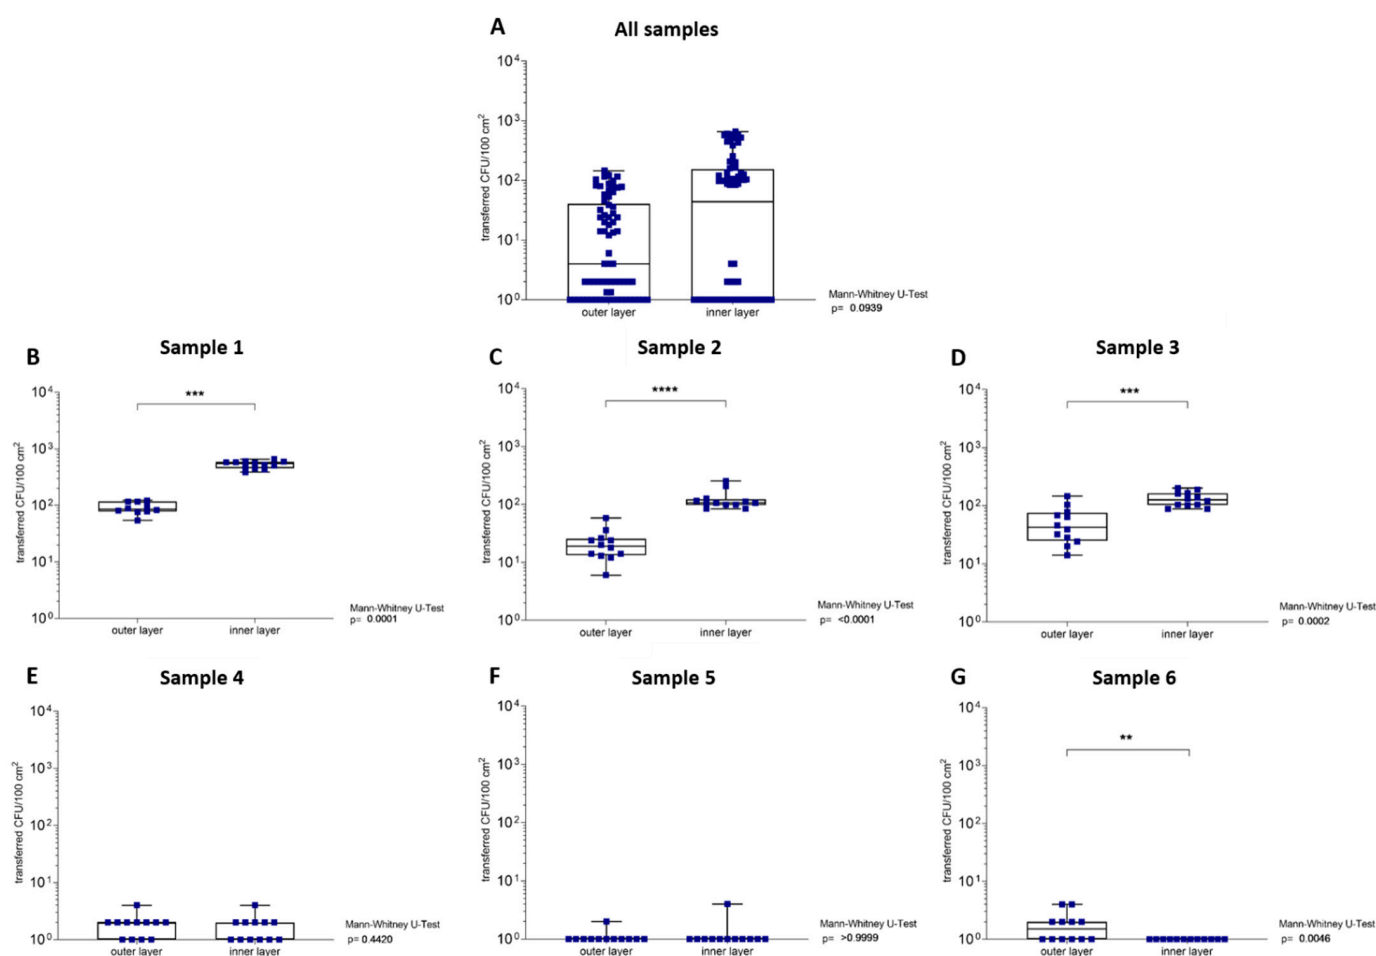 A
All samples
transferred CFU/100 cm²
10⁴
10³
10²
10¹
10⁰
outer layer
inner layer
Mann-Whitney U-Test
p= 0.0939
B
Sample 1
transferred CFU/100 cm²
10⁴
10³
10²
10¹
10⁰
***
outer layer
inner layer
Mann-Whitney U-Test
p= 0.0001
C
Sample 2
transferred CFU/100 cm²
10⁴
10³
10²
10¹
10⁰
****
outer layer
inner layer
Mann-Whitney U-Test
p= <0.0001
D
Sample 3
transferred CFU/100 cm²
10⁴
10³
10²
10¹
10⁰
***
outer layer
inner layer
Mann-Whitney U-Test
p= 0.0002
E
Sample 4
transferred CFU/100 cm²
10⁴
10³
10²
10¹
10⁰
outer layer
inner layer
Mann-Whitney U-Test
p= 0.4420
F
Sample 5
transferred CFU/100 cm²
10⁴
10³
10²
10¹
10⁰
outer layer
inner layer
Mann-Whitney U-Test
p= >0.9999
G
Sample 6
transferred CFU/100 cm²
10⁴
10³
10²
10¹
10⁰
**
outer layer
inner layer
Mann-Whitney U-Test
p= 0.0046